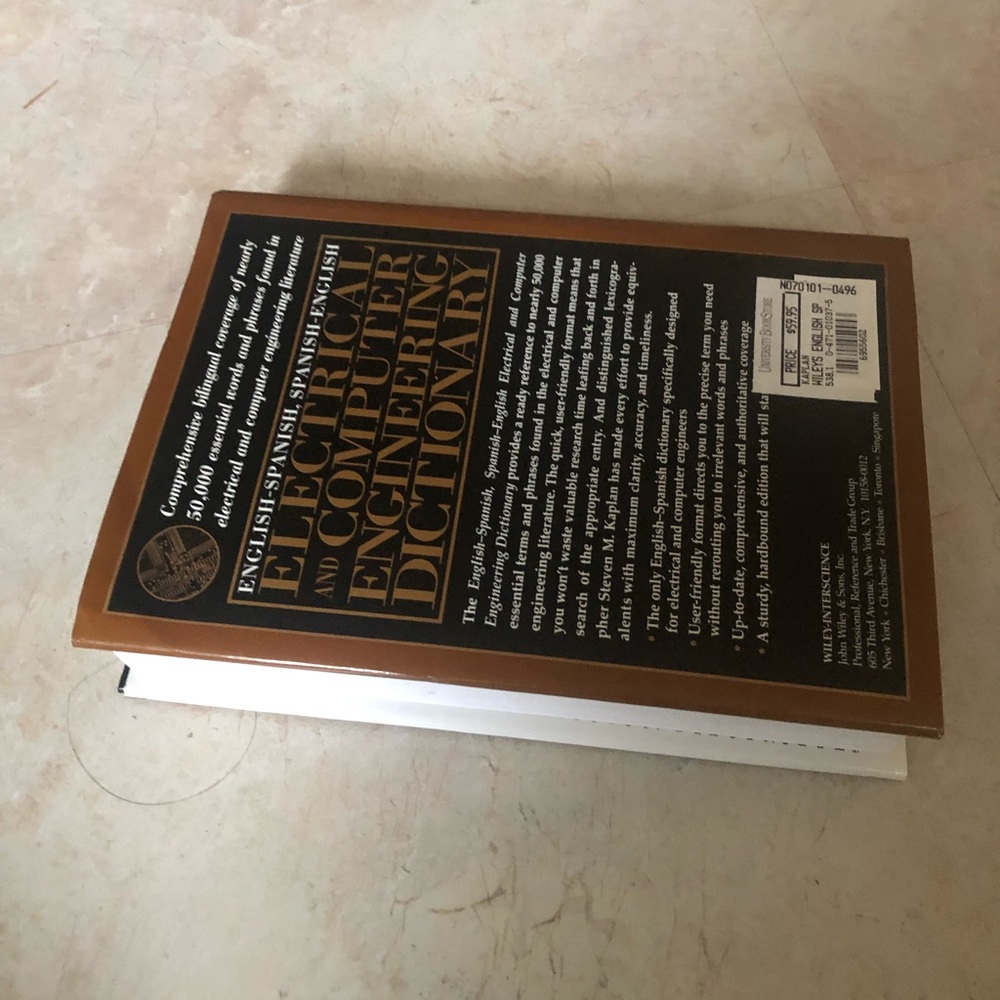 Comprehensive bilingual coverage of nearly
50,000 essential words and phrases found in
electrical and computer engineering literature
ENGLISH-SPANISH, SPANISH-ENGLISH
ELECTRICAL
AND COMPUTER
ENGINEERING
DICTIONARY
The English–Spanish, Spanish–English Electrical and Computer
Engineering Dictionary provides a ready reference to nearly 50,000
essential terms and phrases found in the electrical and computer
engineering literature. The quick, user-friendly format means that
you won't waste valuable research time leafing back and forth in
search of the appropriate entry. And distinguished lexicogra-
pher Steven M. Kaplan has made every effort to provide equiv-
alents with maximum clarity, accuracy, and timeliness.
• The only English–Spanish dictionary specifically designed
for electrical and computer engineers
• User-friendly format directs you to the precise term you need
without rerouting you to irrelevant words and phrases
• Up-to-date, comprehensive, and authoritative coverage
• A sturdy, hardbound edition that will sta
WILEY-INTERSCIENCE
John Wiley & Sons, Inc.
Professional, Reference and Trade Group
605 Third Avenue, New York, N.Y. 10158-0012
New York • Chichester • Brisbane • Toronto • Singapore
UNIVERSITY BOOKSTORE
N070101-0496
PRICE $59.95
KAPLAN
WILEY'S ENGLISH SP
5381 0-471-01037-5
6956602